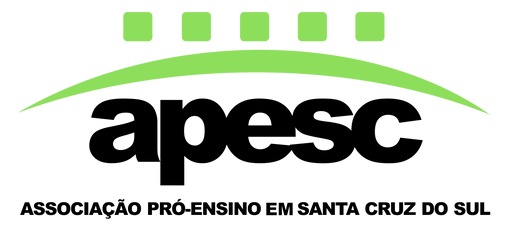 apesc
ASSOCIAÇÃO PRÓ-ENSINO EM SANTA CRUZ DO SUL